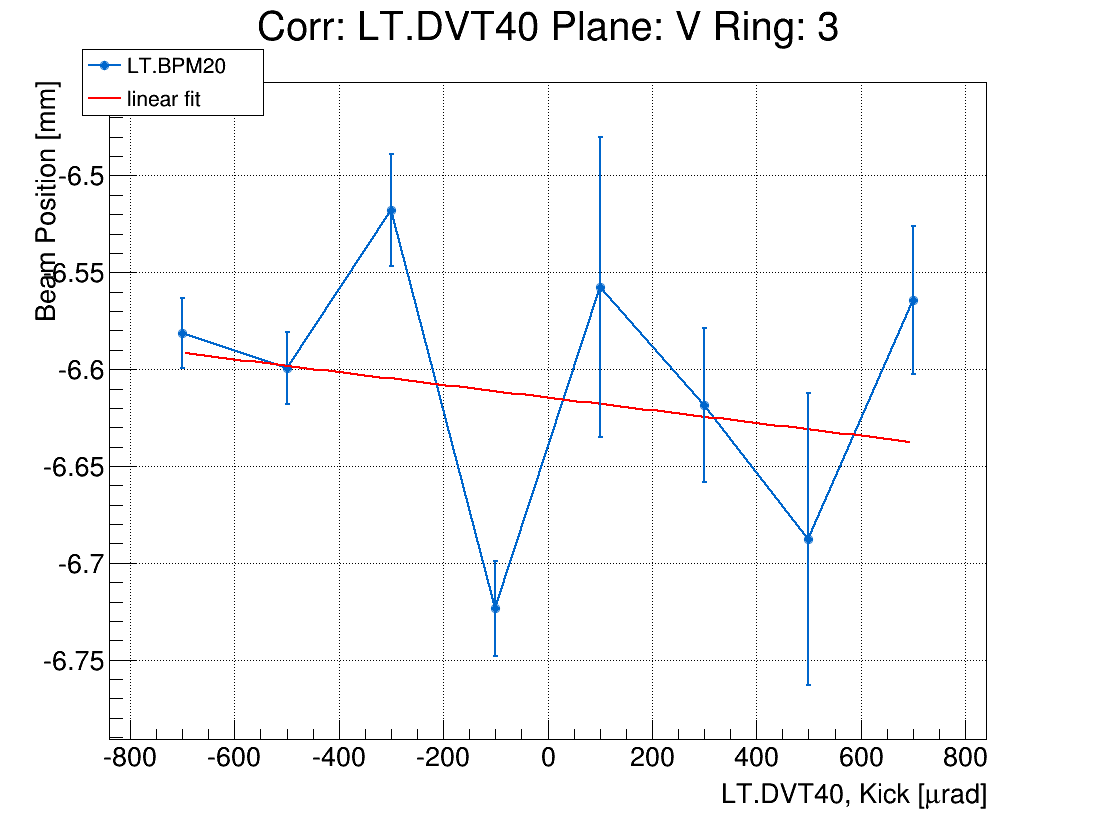 Corr: LT.DVT40 Plane: V Ring: 3
LT.BPM20
linear fit
Beam Position [mm]
-6.5
-6.55
-6.6
-6.65
-6.7
-6.75
-800 -600 -400 -200 0 200 400 600 800
LT.DVT40, Kick [μrad]